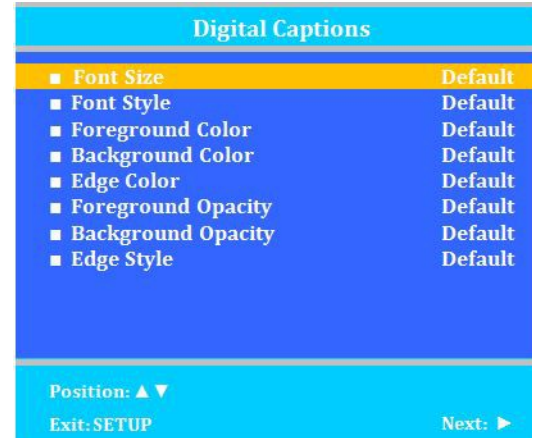 Digital Captions
■ Font Size Default
■ Font Style Default
■ Foreground Color Default
■ Background Color Default
■ Edge Color Default
■ Foreground Opacity Default
■ Background Opacity Default
■ Edge Style Default
Position: ▲ ▼
Exit: SETUP Next: ►